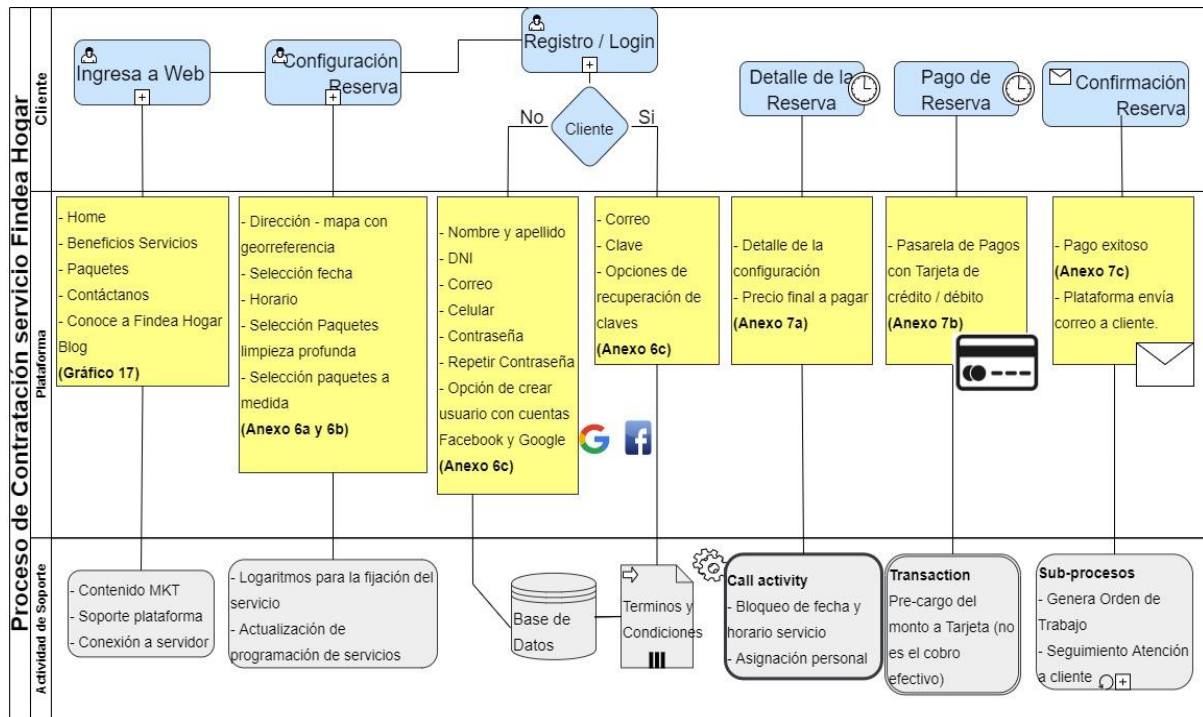 Proceso de Contratación servicio Findea Hogar
Cliente
Ingresa a Web
Configuración
Reserva
Registro / Login
No
Cliente
Si
Detalle de la
Reserva
Pago de
Reserva
Confirmación
Reserva
Plataforma
- Home
- Beneficios Servicios
- Paquetes
- Contáctanos
- Conoce a Findea Hogar
Blog
(Gráfico 17)
- Dirección - mapa con
georreferencia
- Selección fecha
- Horario
- Selección Paquetes
limpieza profunda
- Selección paquetes a
medida
(Anexo 6a y 6b)
- Nombre y apellido
- DNI
- Correo
- Celular
- Contraseña
- Repetir Contraseña
- Opción de crear
usuario con cuentas
Facebook y Google
(Anexo 6c)
G f
- Correo
- Clave
- Opciones de
recuperación de
claves
(Anexo 6c)
- Detalle de la
configuración
- Precio final a pagar
(Anexo 7a)
- Pasarela de Pagos
con Tarjeta de
crédito / débito
(Anexo 7b)
- Pago exitoso
(Anexo 7c)
- Plataforma envía
correo a cliente.
Actividad de Soporte
- Contenido MKT
- Soporte plataforma
- Conexión a servidor
- Logaritmos para la fijación del
servicio
- Actualización de
programación de servicios
Base de
Datos
Terminos y
Condiciones
Call activity
- Bloqueo de fecha y
horario servicio
- Asignación personal
Transaction
Pre-cargo del
monto a Tarjeta (no
es el cobro
efectivo)
Sub-procesos
- Genera Orden de
Trabajo
- Seguimiento Atención
a cliente